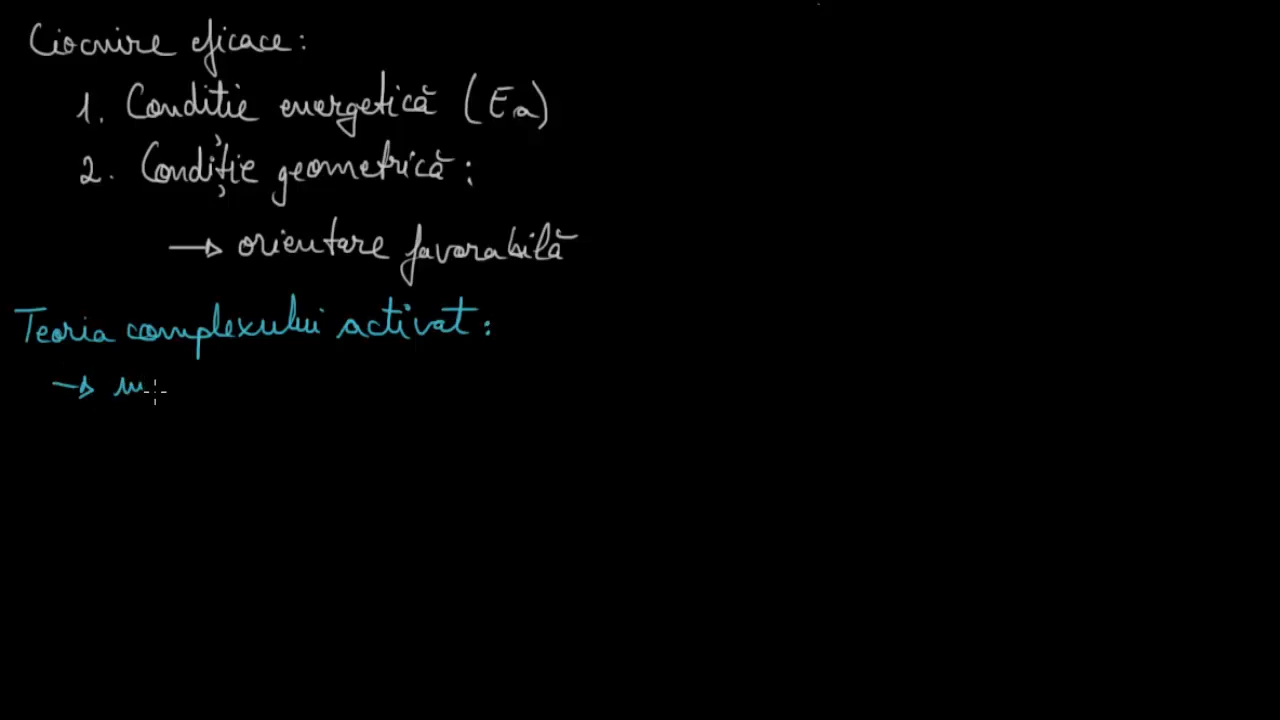 Ciocnire eficace:
1. Condiție energetică (Ea)
2. Condiție geometrică:
→ orientare favorabilă
Teoria complexului activat:
→